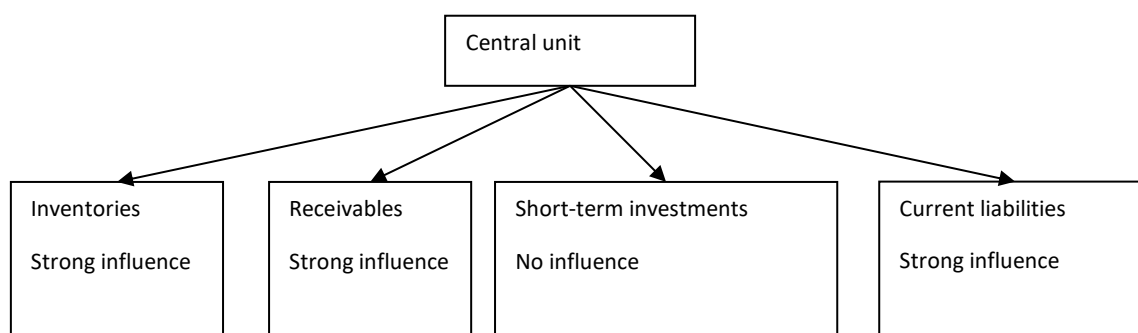 Central unit
Inventories
Strong influence
Receivables
Strong influence
Short-term investments
No influence
Current liabilities
Strong influence